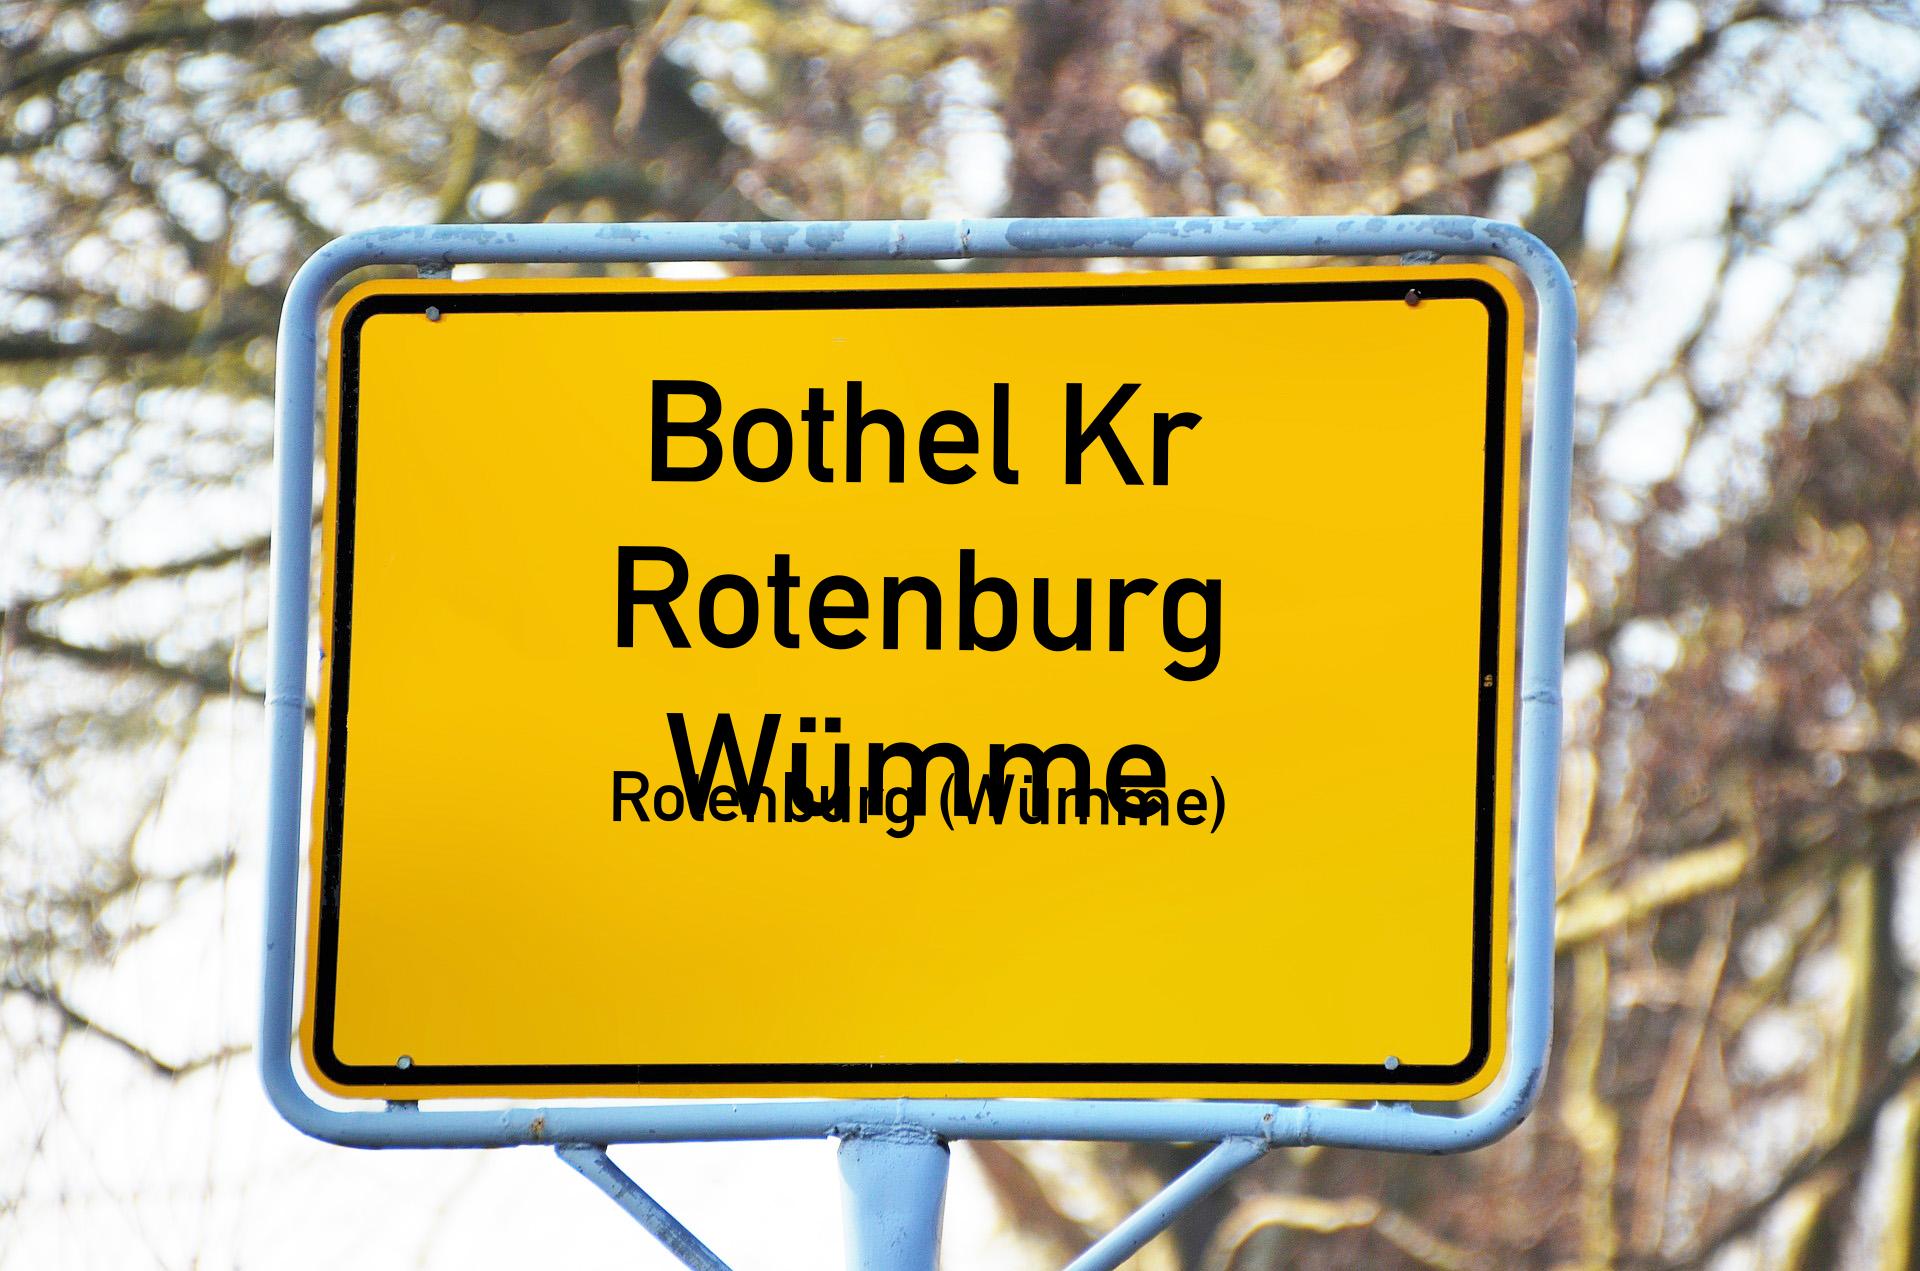 Bothel Kr
Rotenburg
Wümme
Rotenburg (Wümme)